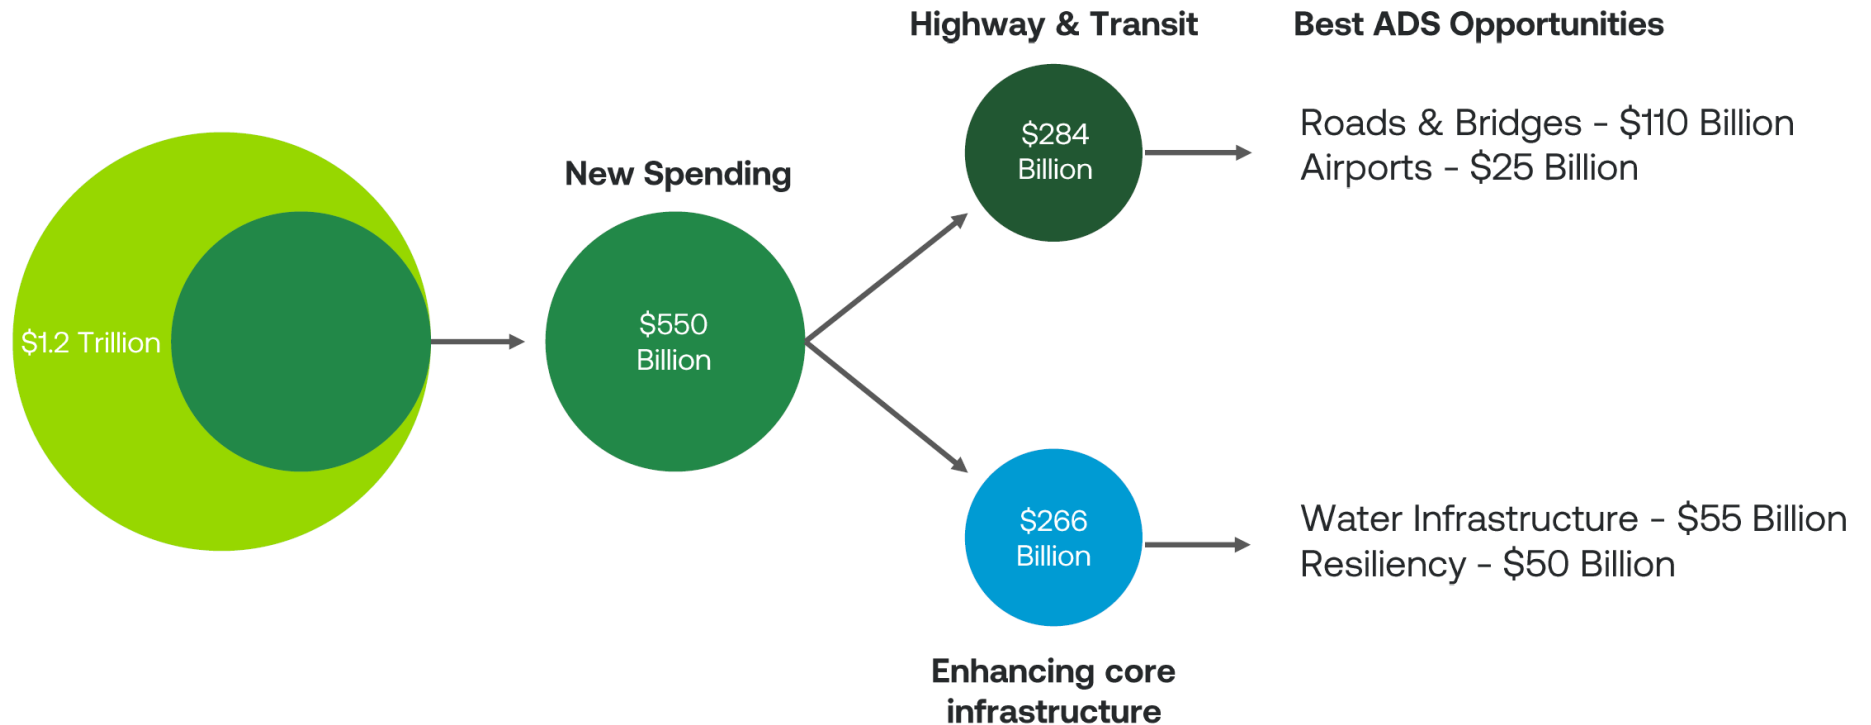 $1.2 Trillion
New Spending
$550
Billion
Highway & Transit
$284
Billion
$266
Billion
Enhancing core
infrastructure
Best ADS Opportunities
Roads & Bridges - $110 Billion
Airports - $25 Billion
Water Infrastructure - $55 Billion
Resiliency - $50 Billion